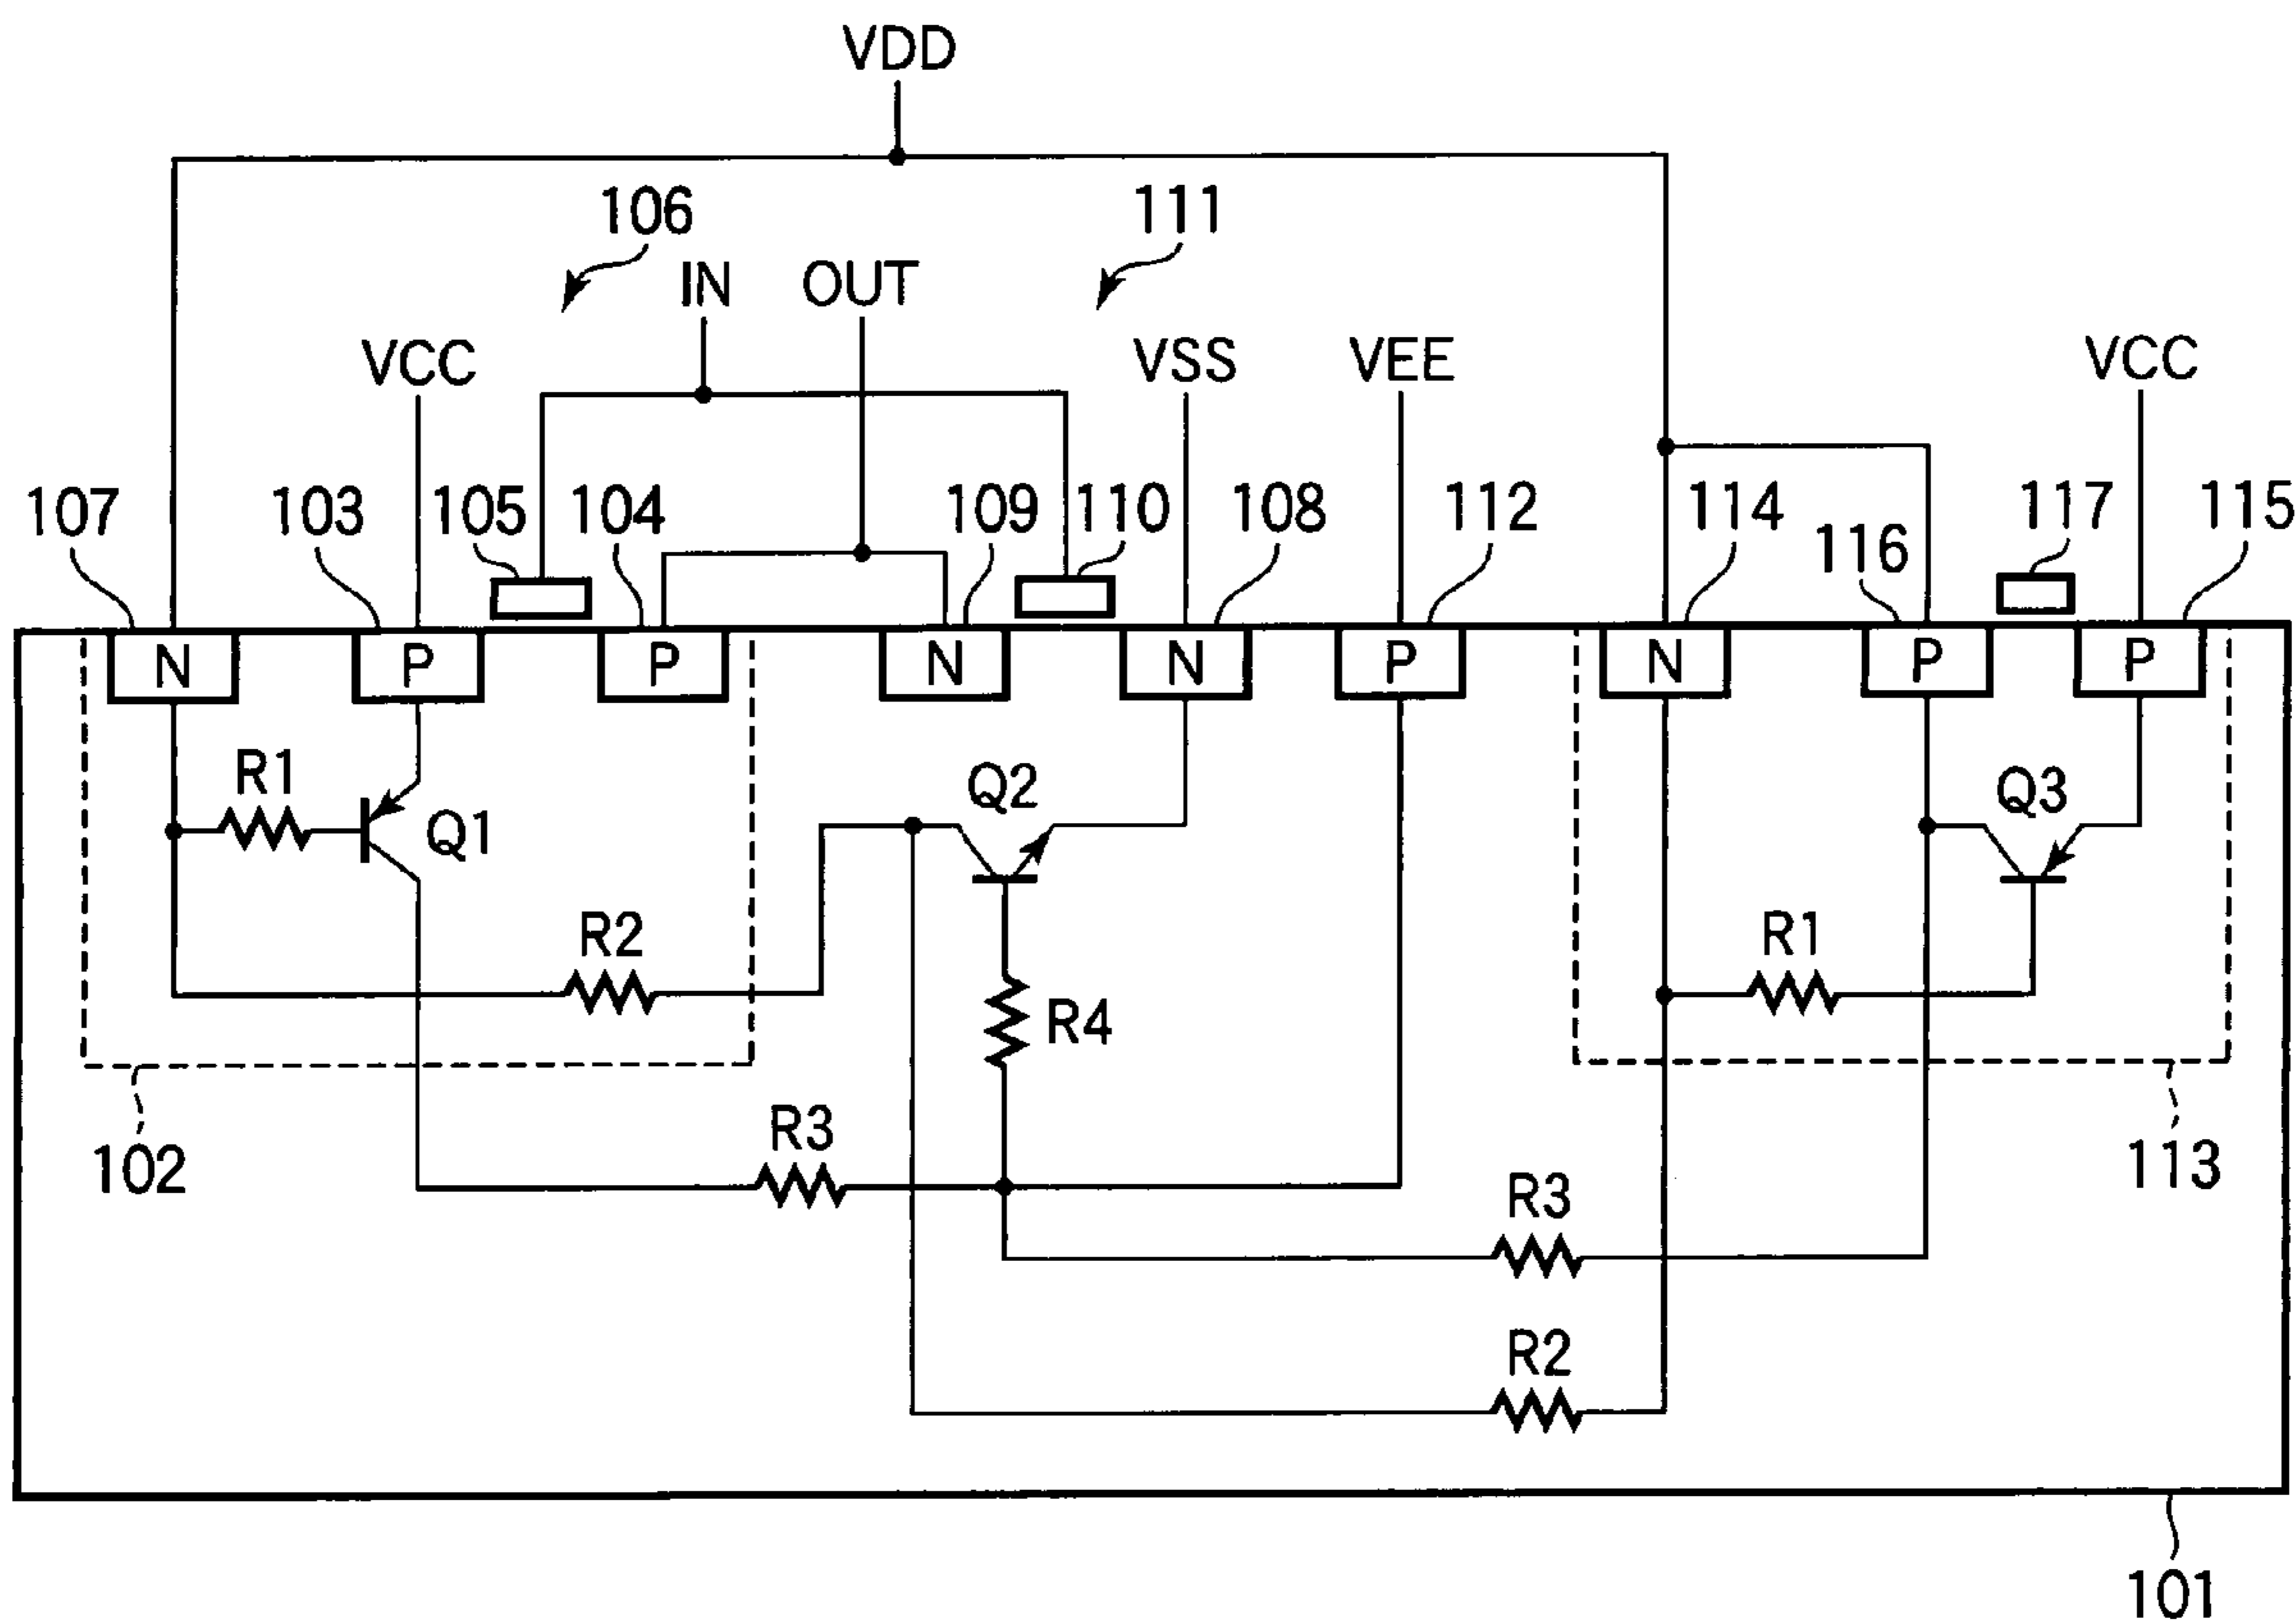 VDD
106
111
IN
OUT
VCC
VSS
VEE
VCC
107
103
105
104
109
110
108
112
114
116
117
115
N
P
P
N
N
P
N
P
P
R1
Q1
Q2
Q3
R2
R1
R4
102
R3
113
R3
R2
101